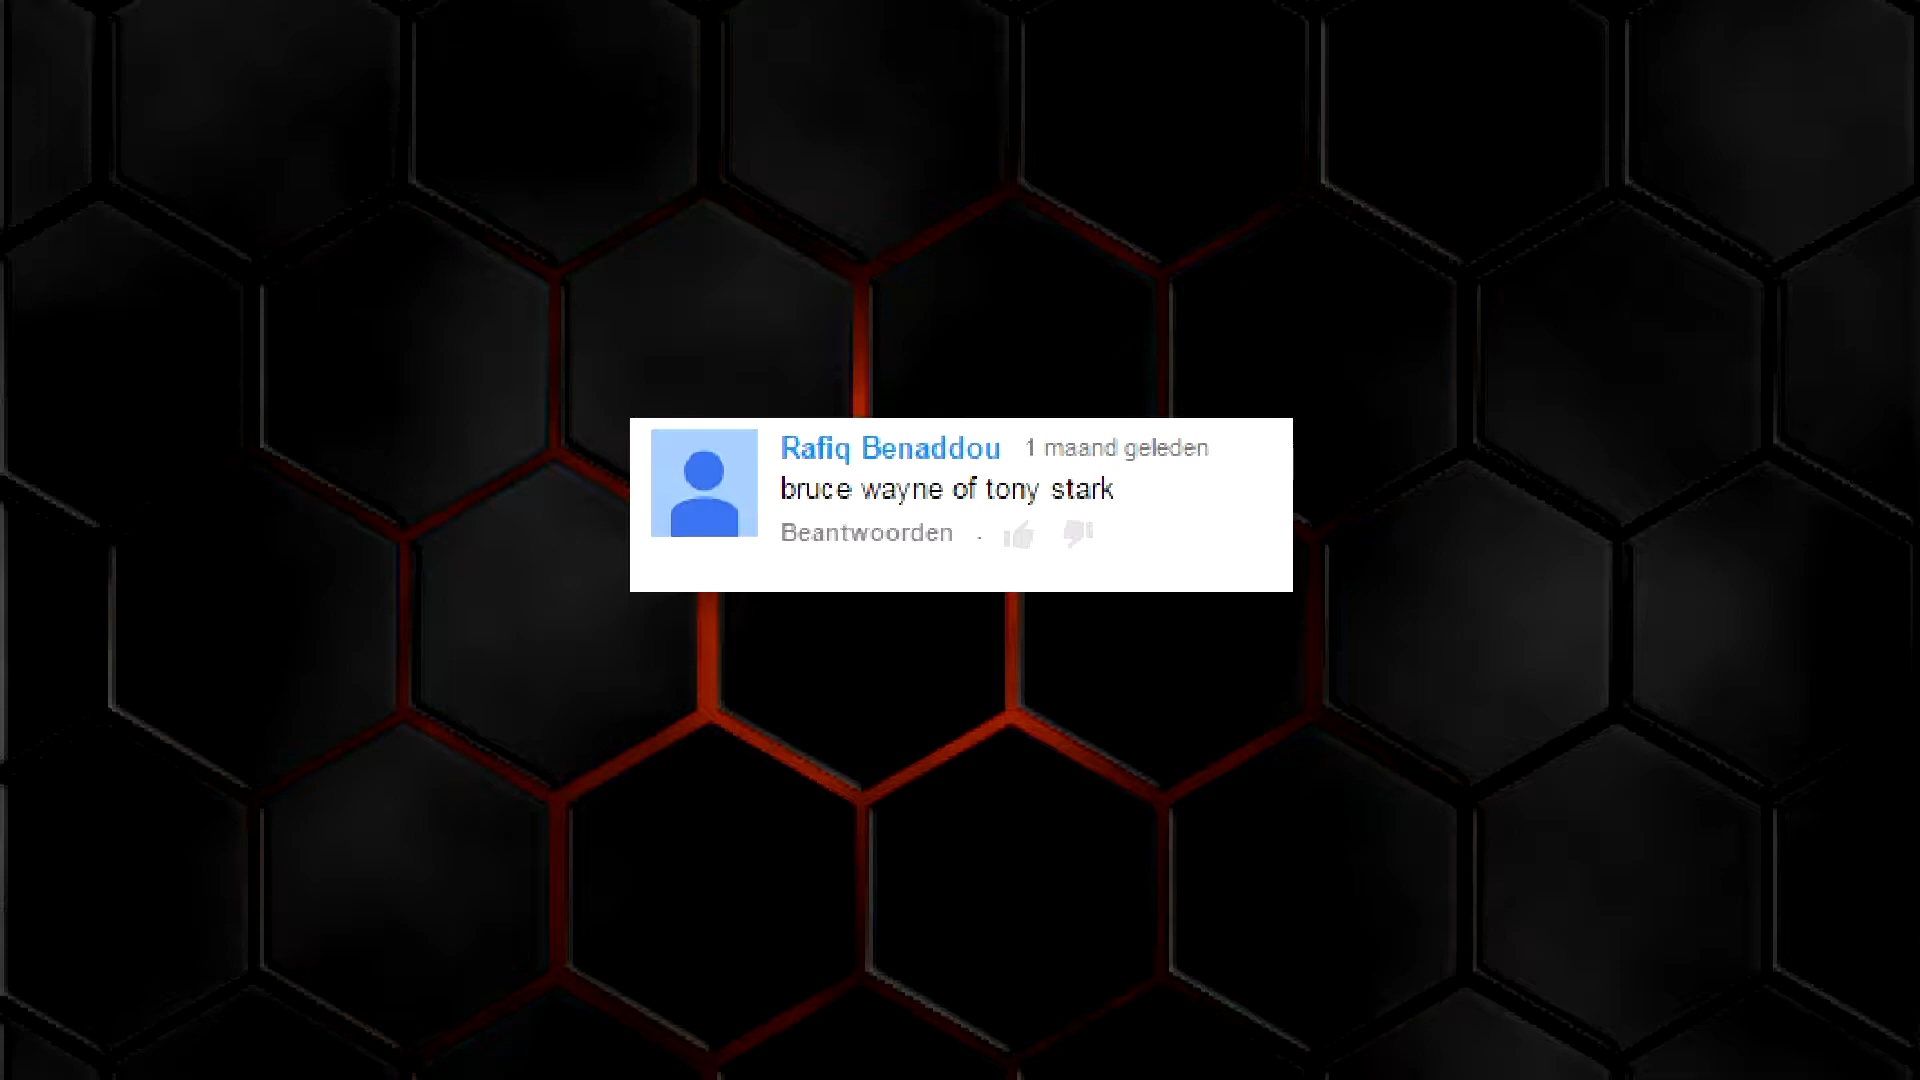 Rafiq Benaddou 1 maand geleden
bruce wayne of tony stark
Beantwoorden .